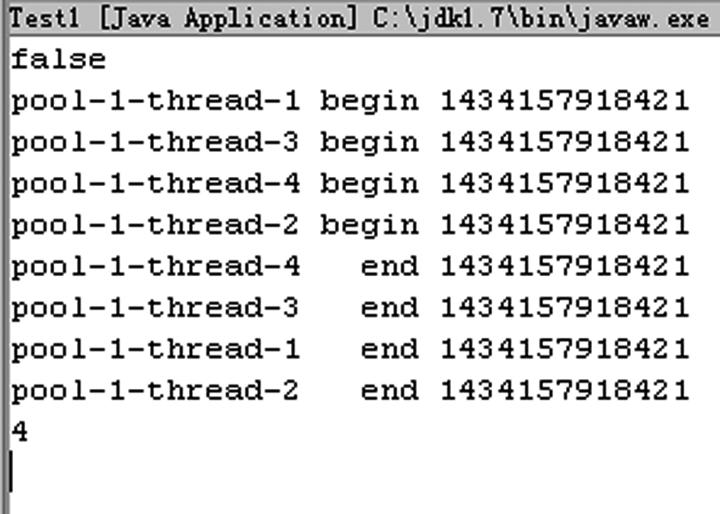 Test1 [Java Application] C:\jdk1.7\bin\javaw.exe
false
pool-1-thread-1 begin 1434157918421
pool-1-thread-3 begin 1434157918421
pool-1-thread-4 begin 1434157918421
pool-1-thread-2 begin 1434157918421
pool-1-thread-4   end 1434157918421
pool-1-thread-3   end 1434157918421
pool-1-thread-1   end 1434157918421
pool-1-thread-2   end 1434157918421
4